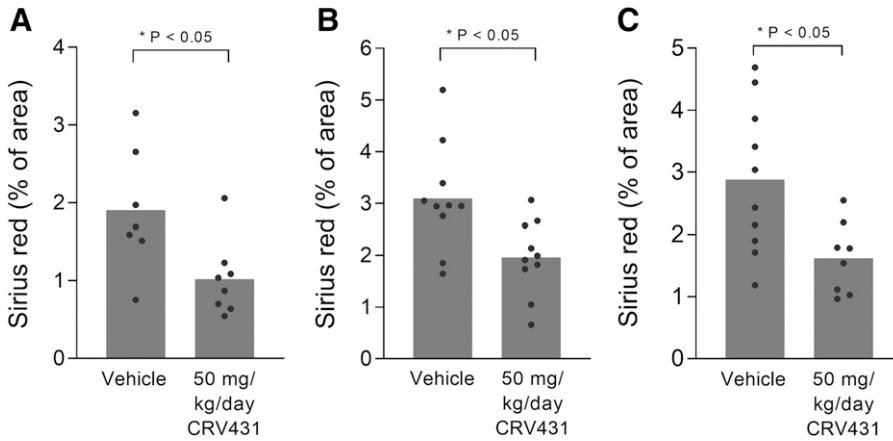 A
Sirius red (% of area)
4
3
2
1
0
* P < 0.05
Vehicle
50 mg/
kg/day
CRV431
B
Sirius red (% of area)
6
5
4
3
2
1
0
* P < 0.05
Vehicle
50 mg/
kg/day
CRV431
C
Sirius red (% of area)
5
4
3
2
1
0
* P < 0.05
Vehicle
50 mg/
kg/day
CRV431